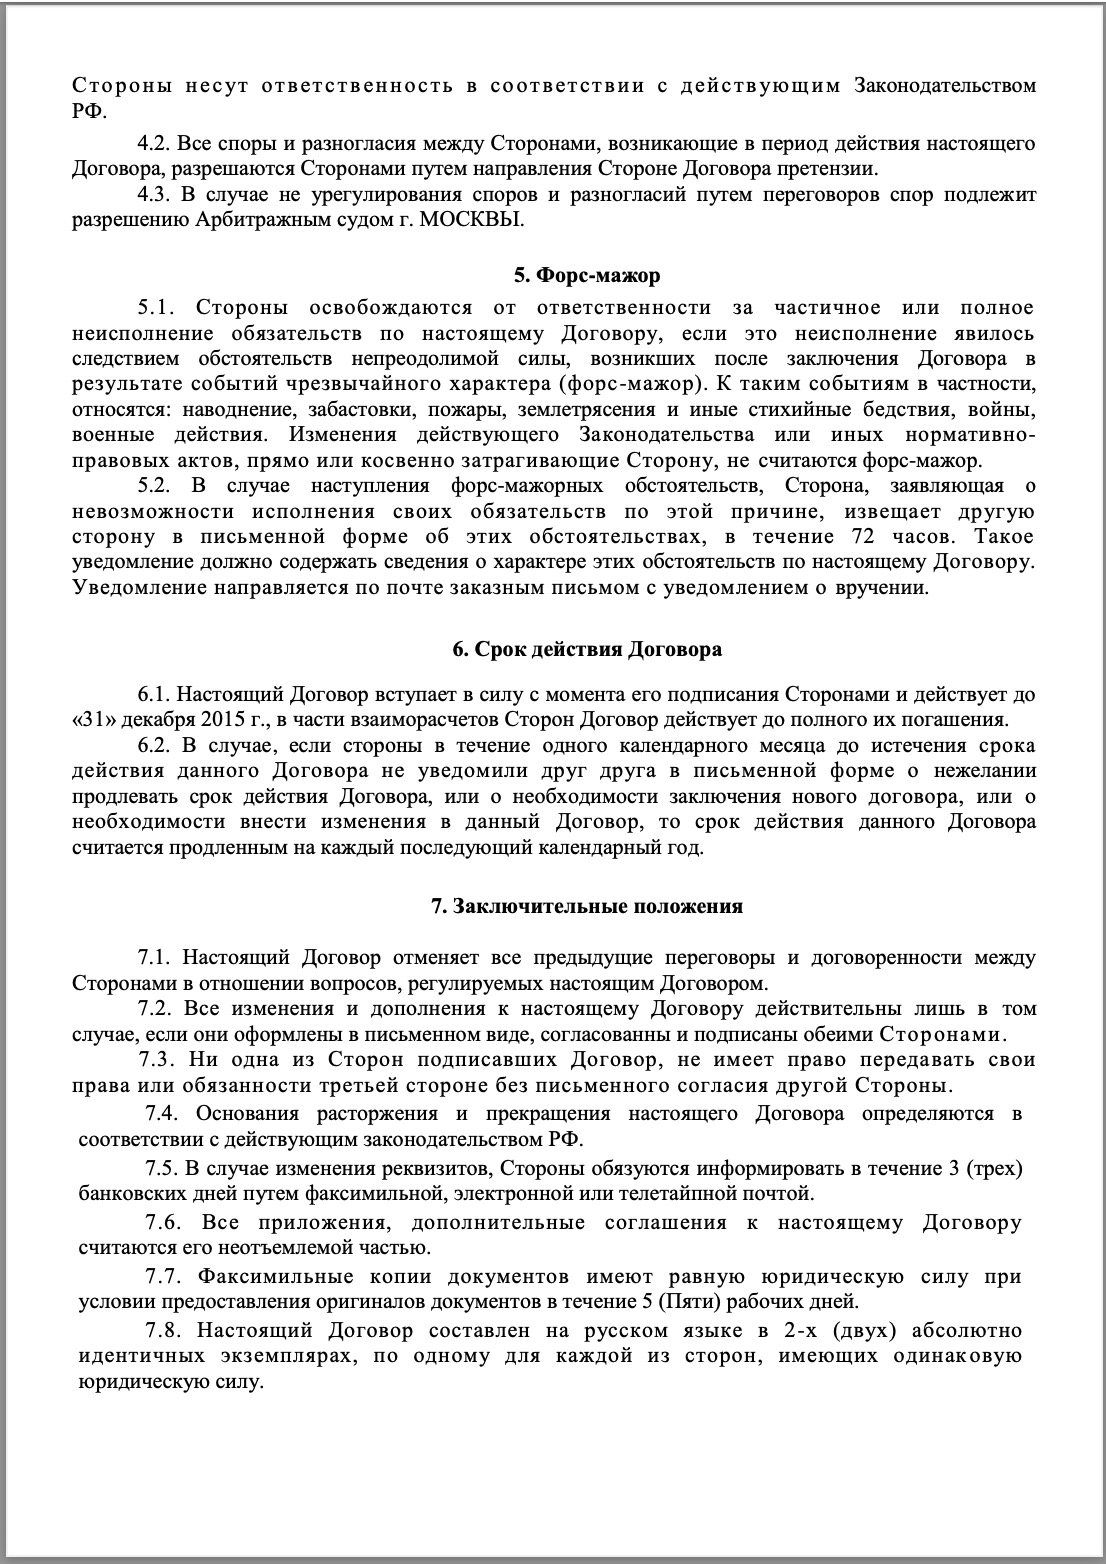 Стороны несут ответственность в соответствии с действующим Законодательством
РФ.
4.2. Все споры и разногласия между Сторонами, возникающие в период действия настоящего
Договора, разрешаются Сторонами путем направления Стороне Договора претензии.
4.3. В случае не урегулирования споров и разногласий путем переговоров спор подлежит
разрешению Арбитражным судом г. МОСКВЫ.
5. Форс-мажор
5.1. Стороны освобождаются от ответственности за частичное или полное
неисполнение обязательств по настоящему Договору, если это неисполнение явилось
следствием обстоятельств непреодолимой силы, возникших после заключения Договора в
результате событий чрезвычайного характера (форс-мажор). К таким событиям в частности,
относятся: наводнение, забастовки, пожары, землетрясения и иные стихийные бедствия, войны,
военные действия. Изменения действующего Законодательства или иных нормативно-
правовых актов, прямо или косвенно затрагивающие Сторону, не считаются форс-мажор.
5.2. В случае наступления форс-мажорных обстоятельств, Сторона, заявляющая о
невозможности исполнения своих обязательств по этой причине, извещает другую
сторону в письменной форме об этих обстоятельствах, в течение 72 часов. Такое
уведомление должно содержать сведения о характере этих обстоятельств по настоящему Договору.
Уведомление направляется по почте заказным письмом с уведомлением о вручении.
6. Срок действия Договора
6.1. Настоящий Договор вступает в силу с момента его подписания Сторонами и действует до
«31» декабря 2015 г., в части взаиморасчетов Сторон Договор действует до полного их погашения.
6.2. В случае, если стороны в течение одного календарного месяца до истечения срока
действия данного Договора не уведомили друг друга в письменной форме о нежелании
продлевать срок действия Договора, или о необходимости заключения нового договора, или о
необходимости внести изменения в данный Договор, то срок действия данного Договора
считается продленным на каждый последующий календарный год.
7. Заключительные положения
7.1. Настоящий Договор отменяет все предыдущие переговоры и договоренности между
Сторонами в отношении вопросов, регулируемых настоящим Договором.
7.2. Все изменения и дополнения к настоящему Договору действительны лишь в том
случае, если они оформлены в письменном виде, согласованны и подписаны обеими Сторонами.
7.3. Ни одна из Сторон подписавших Договор, не имеет право передавать свои
права или обязанности третьей стороне без письменного согласия другой Стороны.
7.4. Основания расторжения и прекращения настоящего Договора определяются в
соответствии с действующим законодательством РФ.
7.5. В случае изменения реквизитов, Стороны обязуются информировать в течение 3 (трех)
банковских дней путем факсимильной, электронной или телетайпной почтой.
7.6. Все приложения, дополнительные соглашения к настоящему Договору
считаются его неотъемлемой частью.
7.7. Факсимильные копии документов имеют равную юридическую силу при
условии предоставления оригиналов документов в течение 5 (Пяти) рабочих дней.
7.8. Настоящий Договор составлен на русском языке в 2-х (двух) абсолютно
идентичных экземплярах, по одному для каждой из сторон, имеющих одинаковую
юридическую силу.